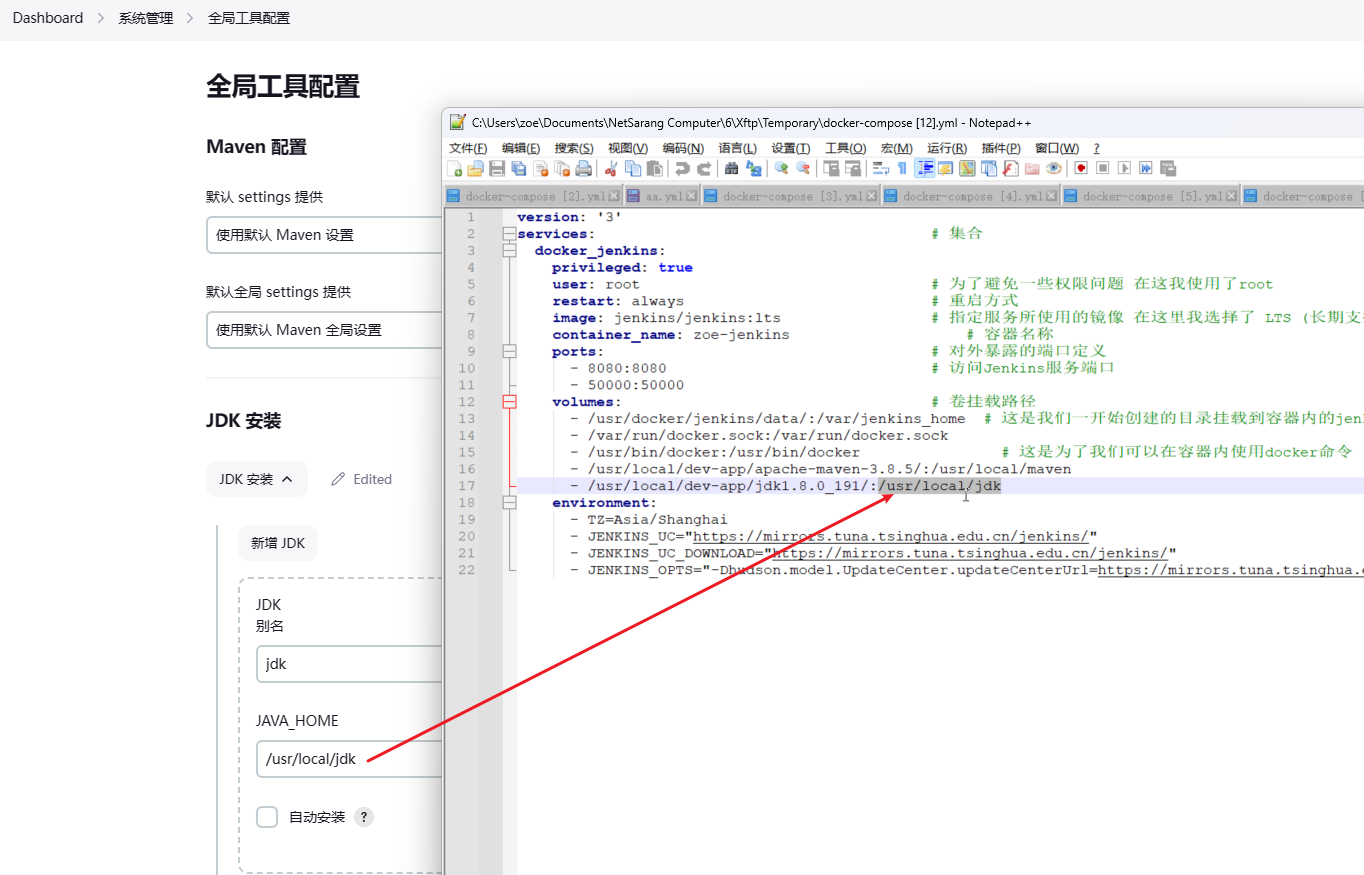 Dashboard > 系统管理 > 全局工具配置
全局工具配置
Maven 配置
默认 settings 提供
使用默认 Maven 设置
默认全局 settings 提供
使用默认 Maven 全局设置
JDK 安装
JDK 安装
Edited
新增 JDK
JDK
别名
jdk
JAVA_HOME
/usr/local/jdk
自动安装 ?
C:\Users\zoe\Documents\NetSarang Computer\6\Xftp\Temporary\docker-compose [12].yml - Notepad++
文件(F) 编辑(E) 搜索(S) 视图(V) 编码(N) 语言(L) 设置(T) 工具(O) 宏(M) 运行(R) 插件(P) 窗口(W) ?
docker-compose [2].yml aa.yml docker-compose [3].yml docker-compose [4].yml docker-compose [5].yml docker-compose [
1 version: '3'
2 services: # 集合
3 docker_jenkins:
4 privileged: true
5 user: root # 为了避免一些权限问题 在这我使用了root
6 restart: always # 重启方式
7 image: jenkins/jenkins:lts # 指定服务所使用的镜像 在这里我选择了 LTS (长期支
8 container_name: zoe-jenkins # 容器名称
9 ports: # 对外暴露的端口定义
10 - 8080:8080 # 访问Jenkins服务端口
11 - 50000:50000
12 volumes: # 卷挂载路径
13 - /usr/docker/jenkins/data/:/var/jenkins_home # 这是我们一开始创建的目录挂载到容器内的jen
14 - /var/run/docker.sock:/var/run/docker.sock
15 - /usr/bin/docker:/usr/bin/docker # 这是为了我们可以在容器内使用docker命令
16 - /usr/local/dev-app/apache-maven-3.8.5/:/usr/local/maven
17 - /usr/local/dev-app/jdk1.8.0_191/:/usr/local/jdk
18 environment:
19 - TZ=Asia/Shanghai
20 - JENKINS_UC="https://mirrors.tuna.tsinghua.edu.cn/jenkins/"
21 - JENKINS_UC_DOWNLOAD="https://mirrors.tuna.tsinghua.edu.cn/jenkins/"
22 - JENKINS_OPTS="-Dhudson.model.UpdateCenter.updateCenterUrl=https://mirrors.tuna.tsinghua.e